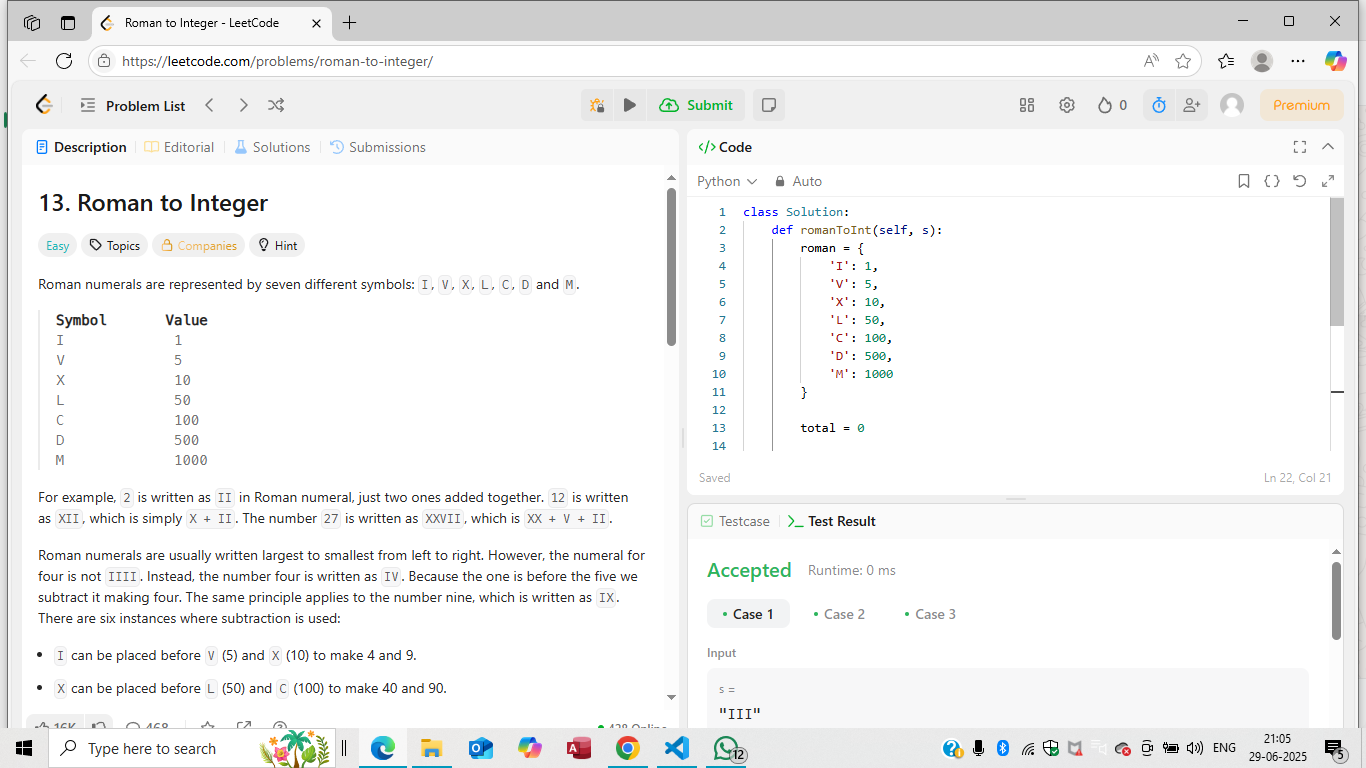 Roman to Integer - LeetCode
https://leetcode.com/problems/roman-to-integer/
Problem List
Submit
0
Premium
Description
Editorial
Solutions
Submissions
13. Roman to Integer
Easy
Topics
Companies
Hint
Roman numerals are represented by seven different symbols: I, V, X, L, C, D and M.
Symbol Value
I 1
V 5
X 10
L 50
C 100
D 500
M 1000
For example, 2 is written as II in Roman numeral, just two ones added together. 12 is written
as XII, which is simply X + II. The number 27 is written as XXVII, which is XX + V + II.
Roman numerals are usually written largest to smallest from left to right. However, the numeral for
four is not IIII. Instead, the number four is written as IV. Because the one is before the five we
subtract it making four. The same principle applies to the number nine, which is written as IX.
There are six instances where subtraction is used:
• I can be placed before V (5) and X (10) to make 4 and 9.
• X can be placed before L (50) and C (100) to make 40 and 90.
16K
468
428 Online
</> Code
Python
Auto
1 class Solution:
2 def romanToInt(self, s):
3 roman = {
4 'I': 1,
5 'V': 5,
6 'X': 10,
7 'L': 50,
8 'C': 100,
9 'D': 500,
10 'M': 1000
11 }
12
13 total = 0
14
Saved
Ln 22, Col 21
Testcase
Test Result
Accepted
Runtime: 0 ms
• Case 1
• Case 2
• Case 3
Input
s =
"III"
Type here to search
12
ENG
21:05
29-06-2025
5